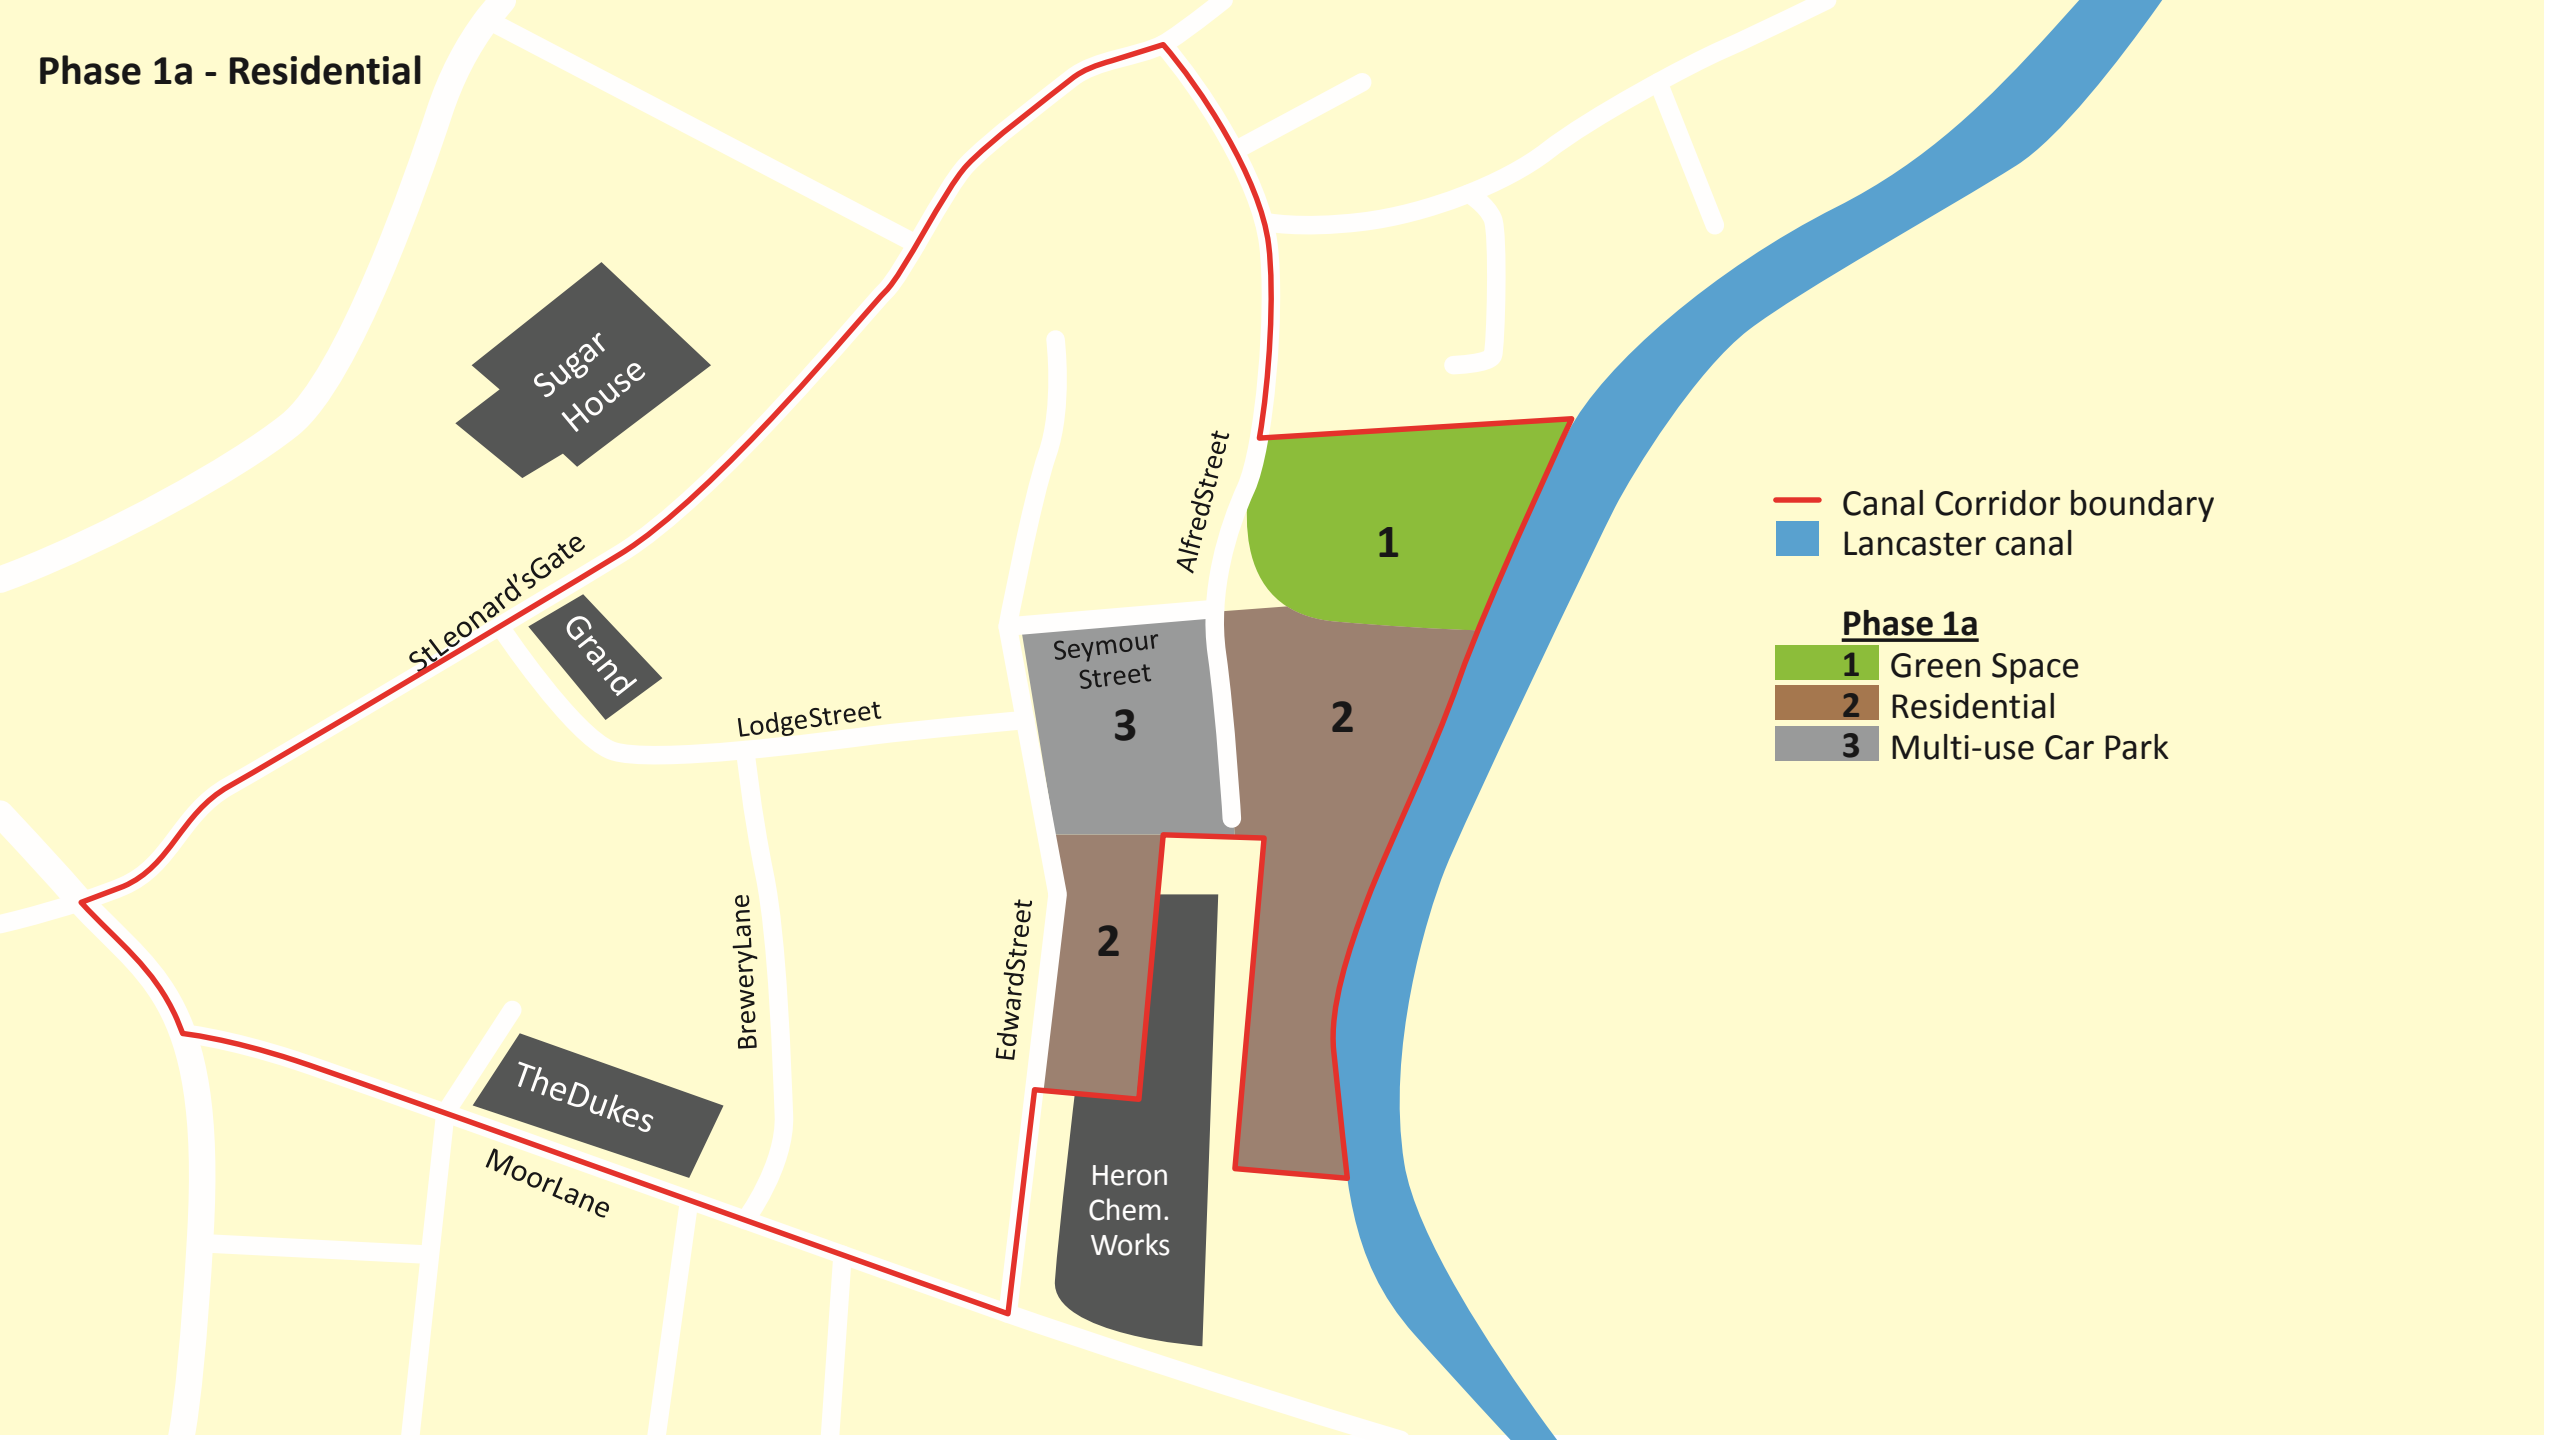 Phase 1a - Residential
Sugar
House
StLeonard'sGate
Grand
AlfredStreet
1
Seymour
Street
3
2
LodgeStreet
BreweryLane
EdwardStreet
2
TheDukes
MoorLane
Heron
Chem.
Works
Canal Corridor boundary
Lancaster canal
Phase 1a
1 Green Space
2 Residential
3 Multi-use Car Park